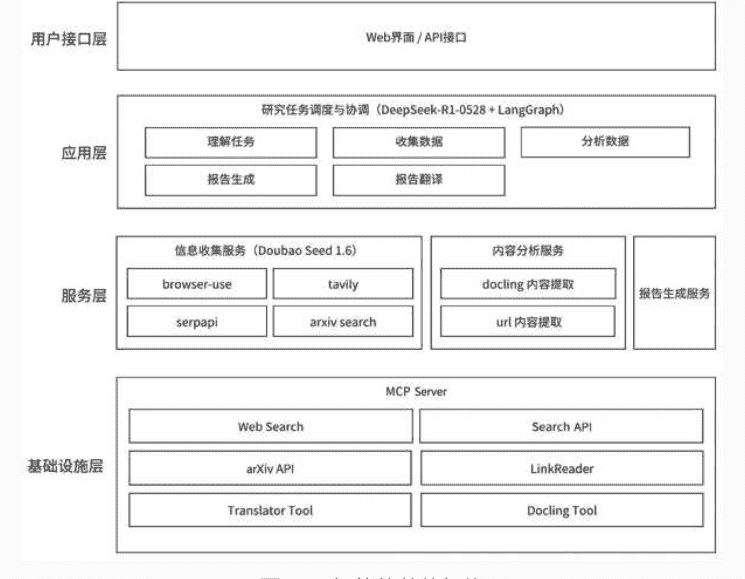 用户接口层
Web界面 / API接口
应用层
研究任务调度与协调（DeepSeek-R1-0528 + LangGraph）
理解任务
收集数据
分析数据
报告生成
报告翻译
服务层
信息收集服务（Doubao Seed 1.6）
browser-use
tavily
serpapi
arxiv search
内容分析服务
docling 内容提取
url 内容提取
报告生成服务
基础设施层
MCP Server
Web Search
Search API
arXiv API
LinkReader
Translator Tool
Docling Tool